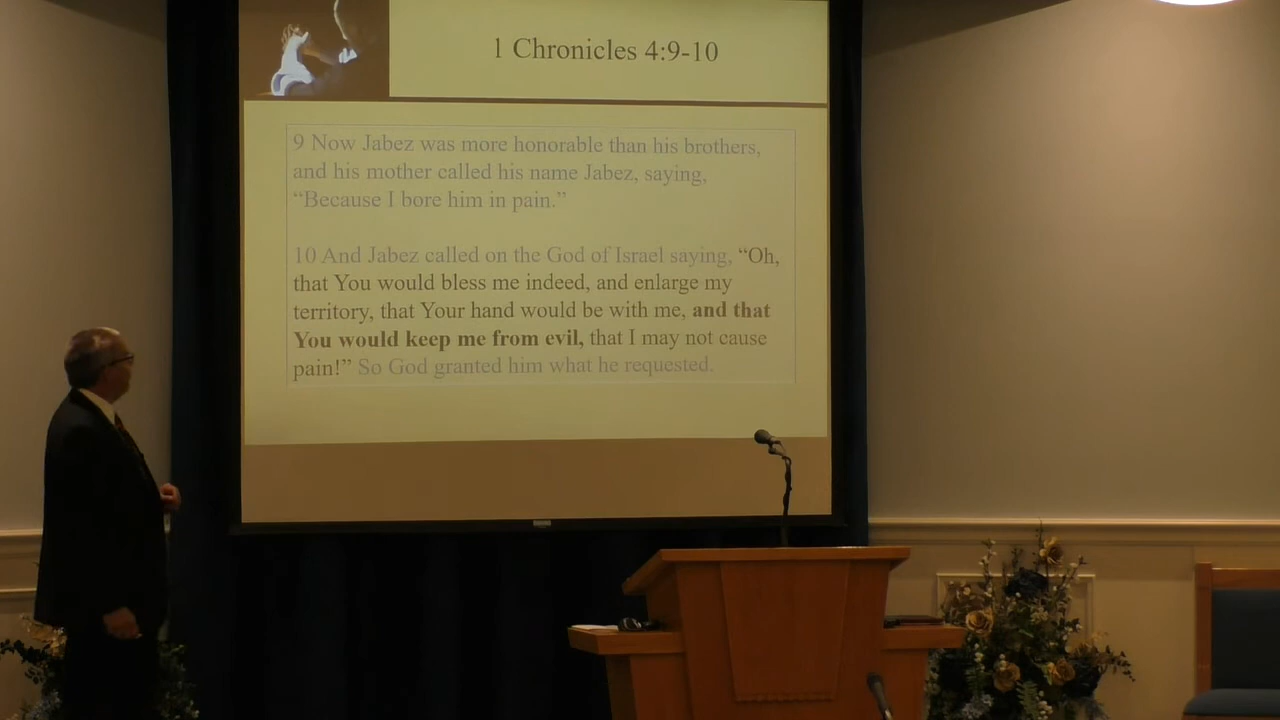 1 Chronicles 4:9-10
9 Now Jabez was more honorable than his brothers,
and his mother called his name Jabez, saying,
“Because I bore him in pain.”
10 And Jabez called on the God of Israel saying, “Oh,
that You would bless me indeed, and enlarge my
territory, that Your hand would be with me, and that
You would keep me from evil, that I may not cause
pain!” So God granted him what he requested.